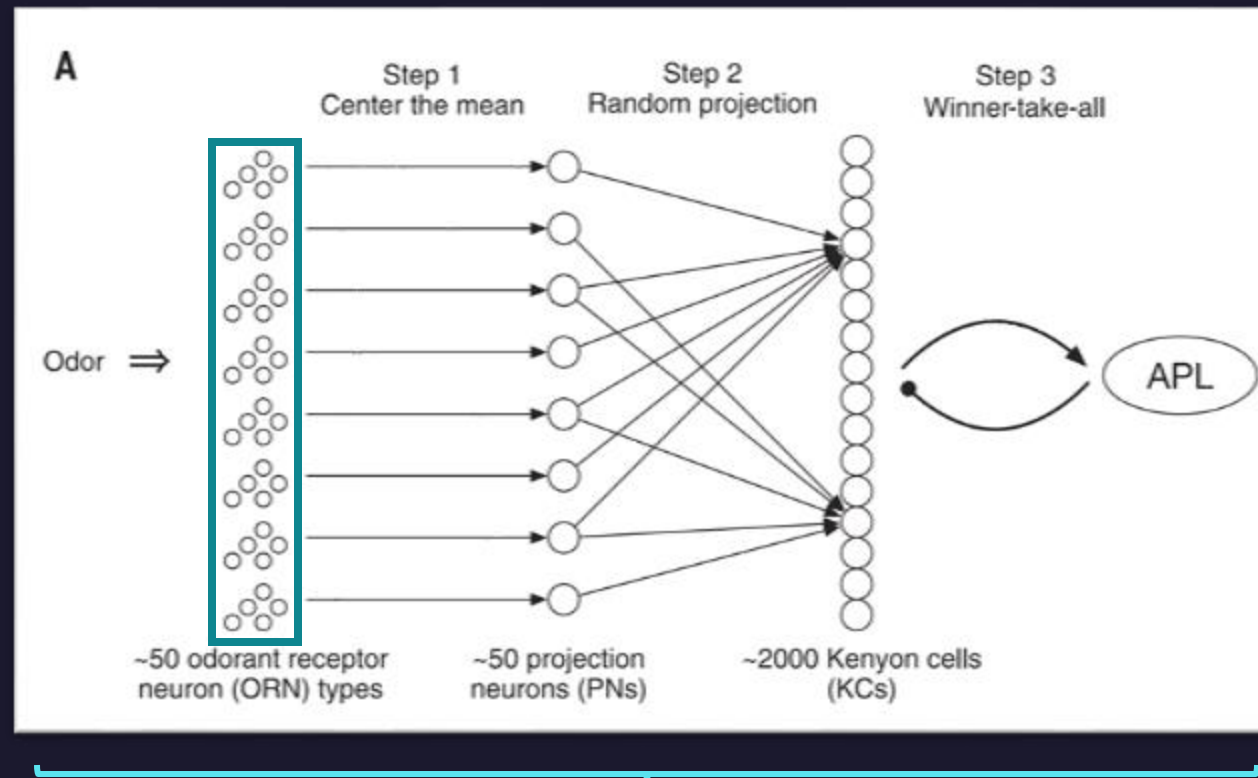 A
Step 1
Center the mean
Step 2
Random projection
Step 3
Winner-take-all
Odor ⇒
APL
~50 odorant receptor
neuron (ORN) types
~50 projection
neurons (PNs)
~2000 Kenyon cells
(KCs)